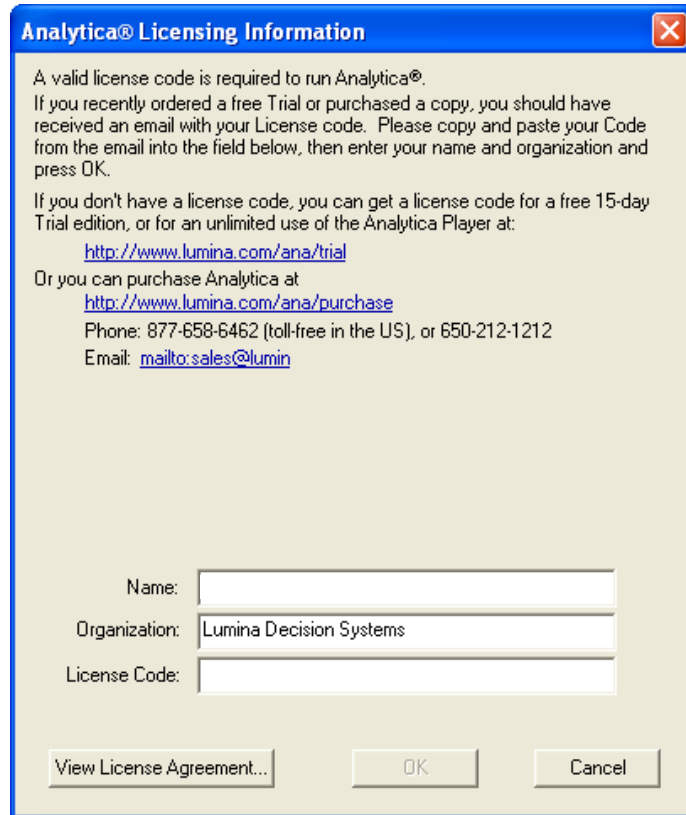 Analytica® Licensing Information
A valid license code is required to run Analytica®.
If you recently ordered a free Trial or purchased a copy, you should have
received an email with your License code.  Please copy and paste your Code
from the email into the field below, then enter your name and organization and
press OK.
If you don't have a license code, you can get a license code for a free 15-day
Trial edition, or for an unlimited use of the Analytica Player at:
http://www.lumina.com/ana/trial
Or you can purchase Analytica at
http://www.lumina.com/ana/purchase
Phone: 877-658-6462 (toll-free in the US), or 650-212-1212
Email:  mailto:sales@lumin
Name:
Organization: Lumina Decision Systems
License Code:
View License Agreement... OK Cancel